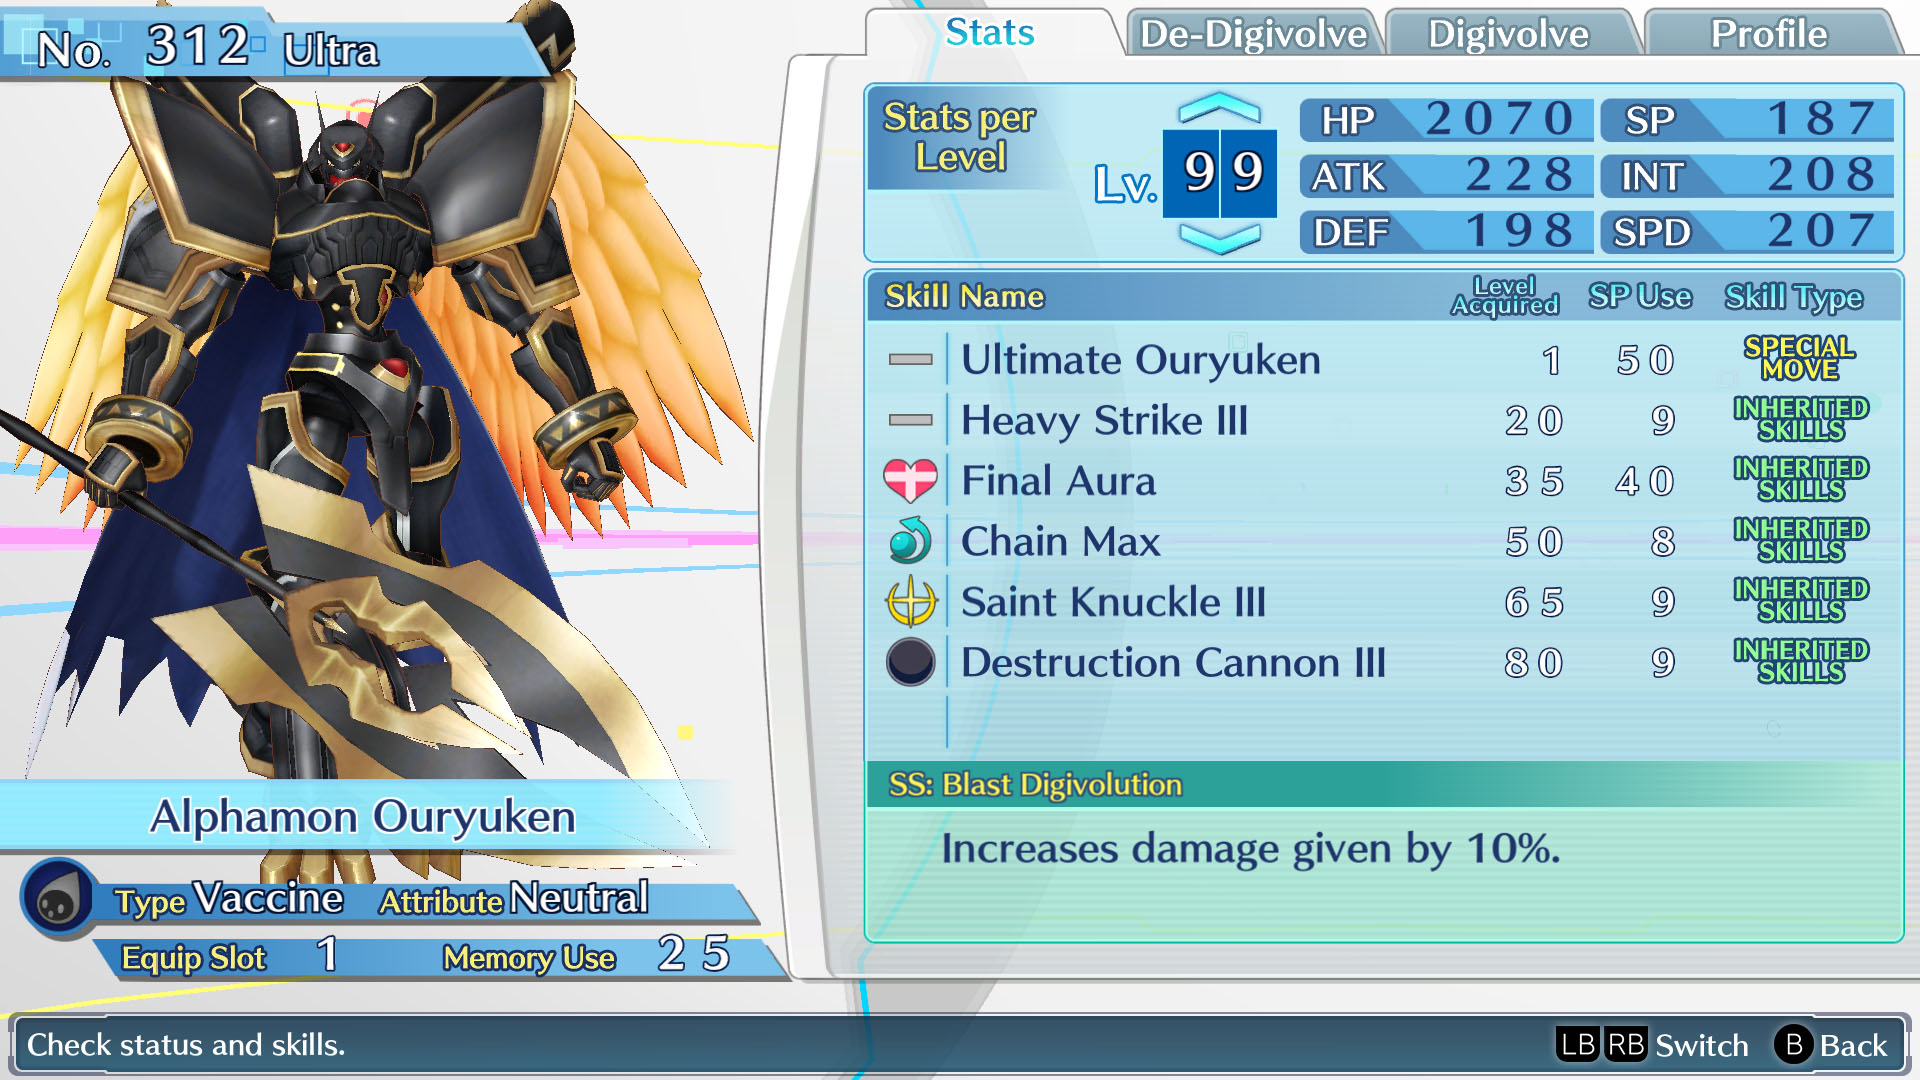 No. 312 Ultra
Stats De-Digivolve Digivolve Profile
Stats per
Level
Lv. 99
HP 2070 SP 187
ATK 228 INT 208
DEF 198 SPD 207
Skill Name Level Acquired SP Use Skill Type
Ultimate Ouryuken 1 50 SPECIAL MOVE
Heavy Strike III 20 9 INHERITED SKILLS
Final Aura 35 40 INHERITED SKILLS
Chain Max 50 8 INHERITED SKILLS
Saint Knuckle III 65 9 INHERITED SKILLS
Destruction Cannon III 80 9 INHERITED SKILLS
SS: Blast Digivolution
Increases damage given by 10%.
Alphamon Ouryuken
Type Vaccine Attribute Neutral
Equip Slot 1 Memory Use 25
Check status and skills.
LB RB Switch B Back